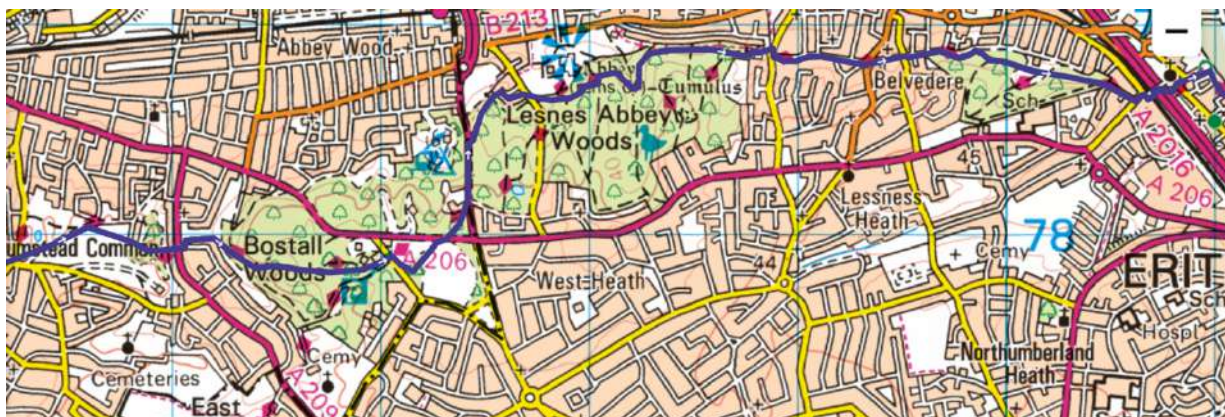 B213
Abbey Wood
Abbey
Tumulus
Belvedere
Sch
Lesnes Abbey
Woods
A 2016
A 206
45
Lessness
Heath
umstead Common
Bostall
Woods
A 206
Cemy
78
ERIT
West Heath
44
Sch
Hospl
Northumberland
Heath
Cemy
Cemeteries
A 209
East